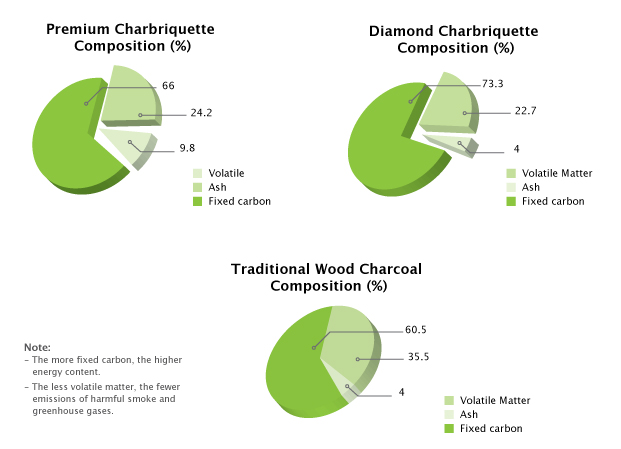 Premium Charbriquette
Composition (%)
66
24.2
9.8
Volatile
Ash
Fixed carbon
Diamond Charbriquette
Composition (%)
73.3
22.7
4
Volatile Matter
Ash
Fixed carbon
Traditional Wood Charcoal
Composition (%)
60.5
35.5
4
Volatile Matter
Ash
Fixed carbon
Note:
– The more fixed carbon, the higher
energy content.
– The less volatile matter, the fewer
emissions of harmful smoke and
greenhouse gases.